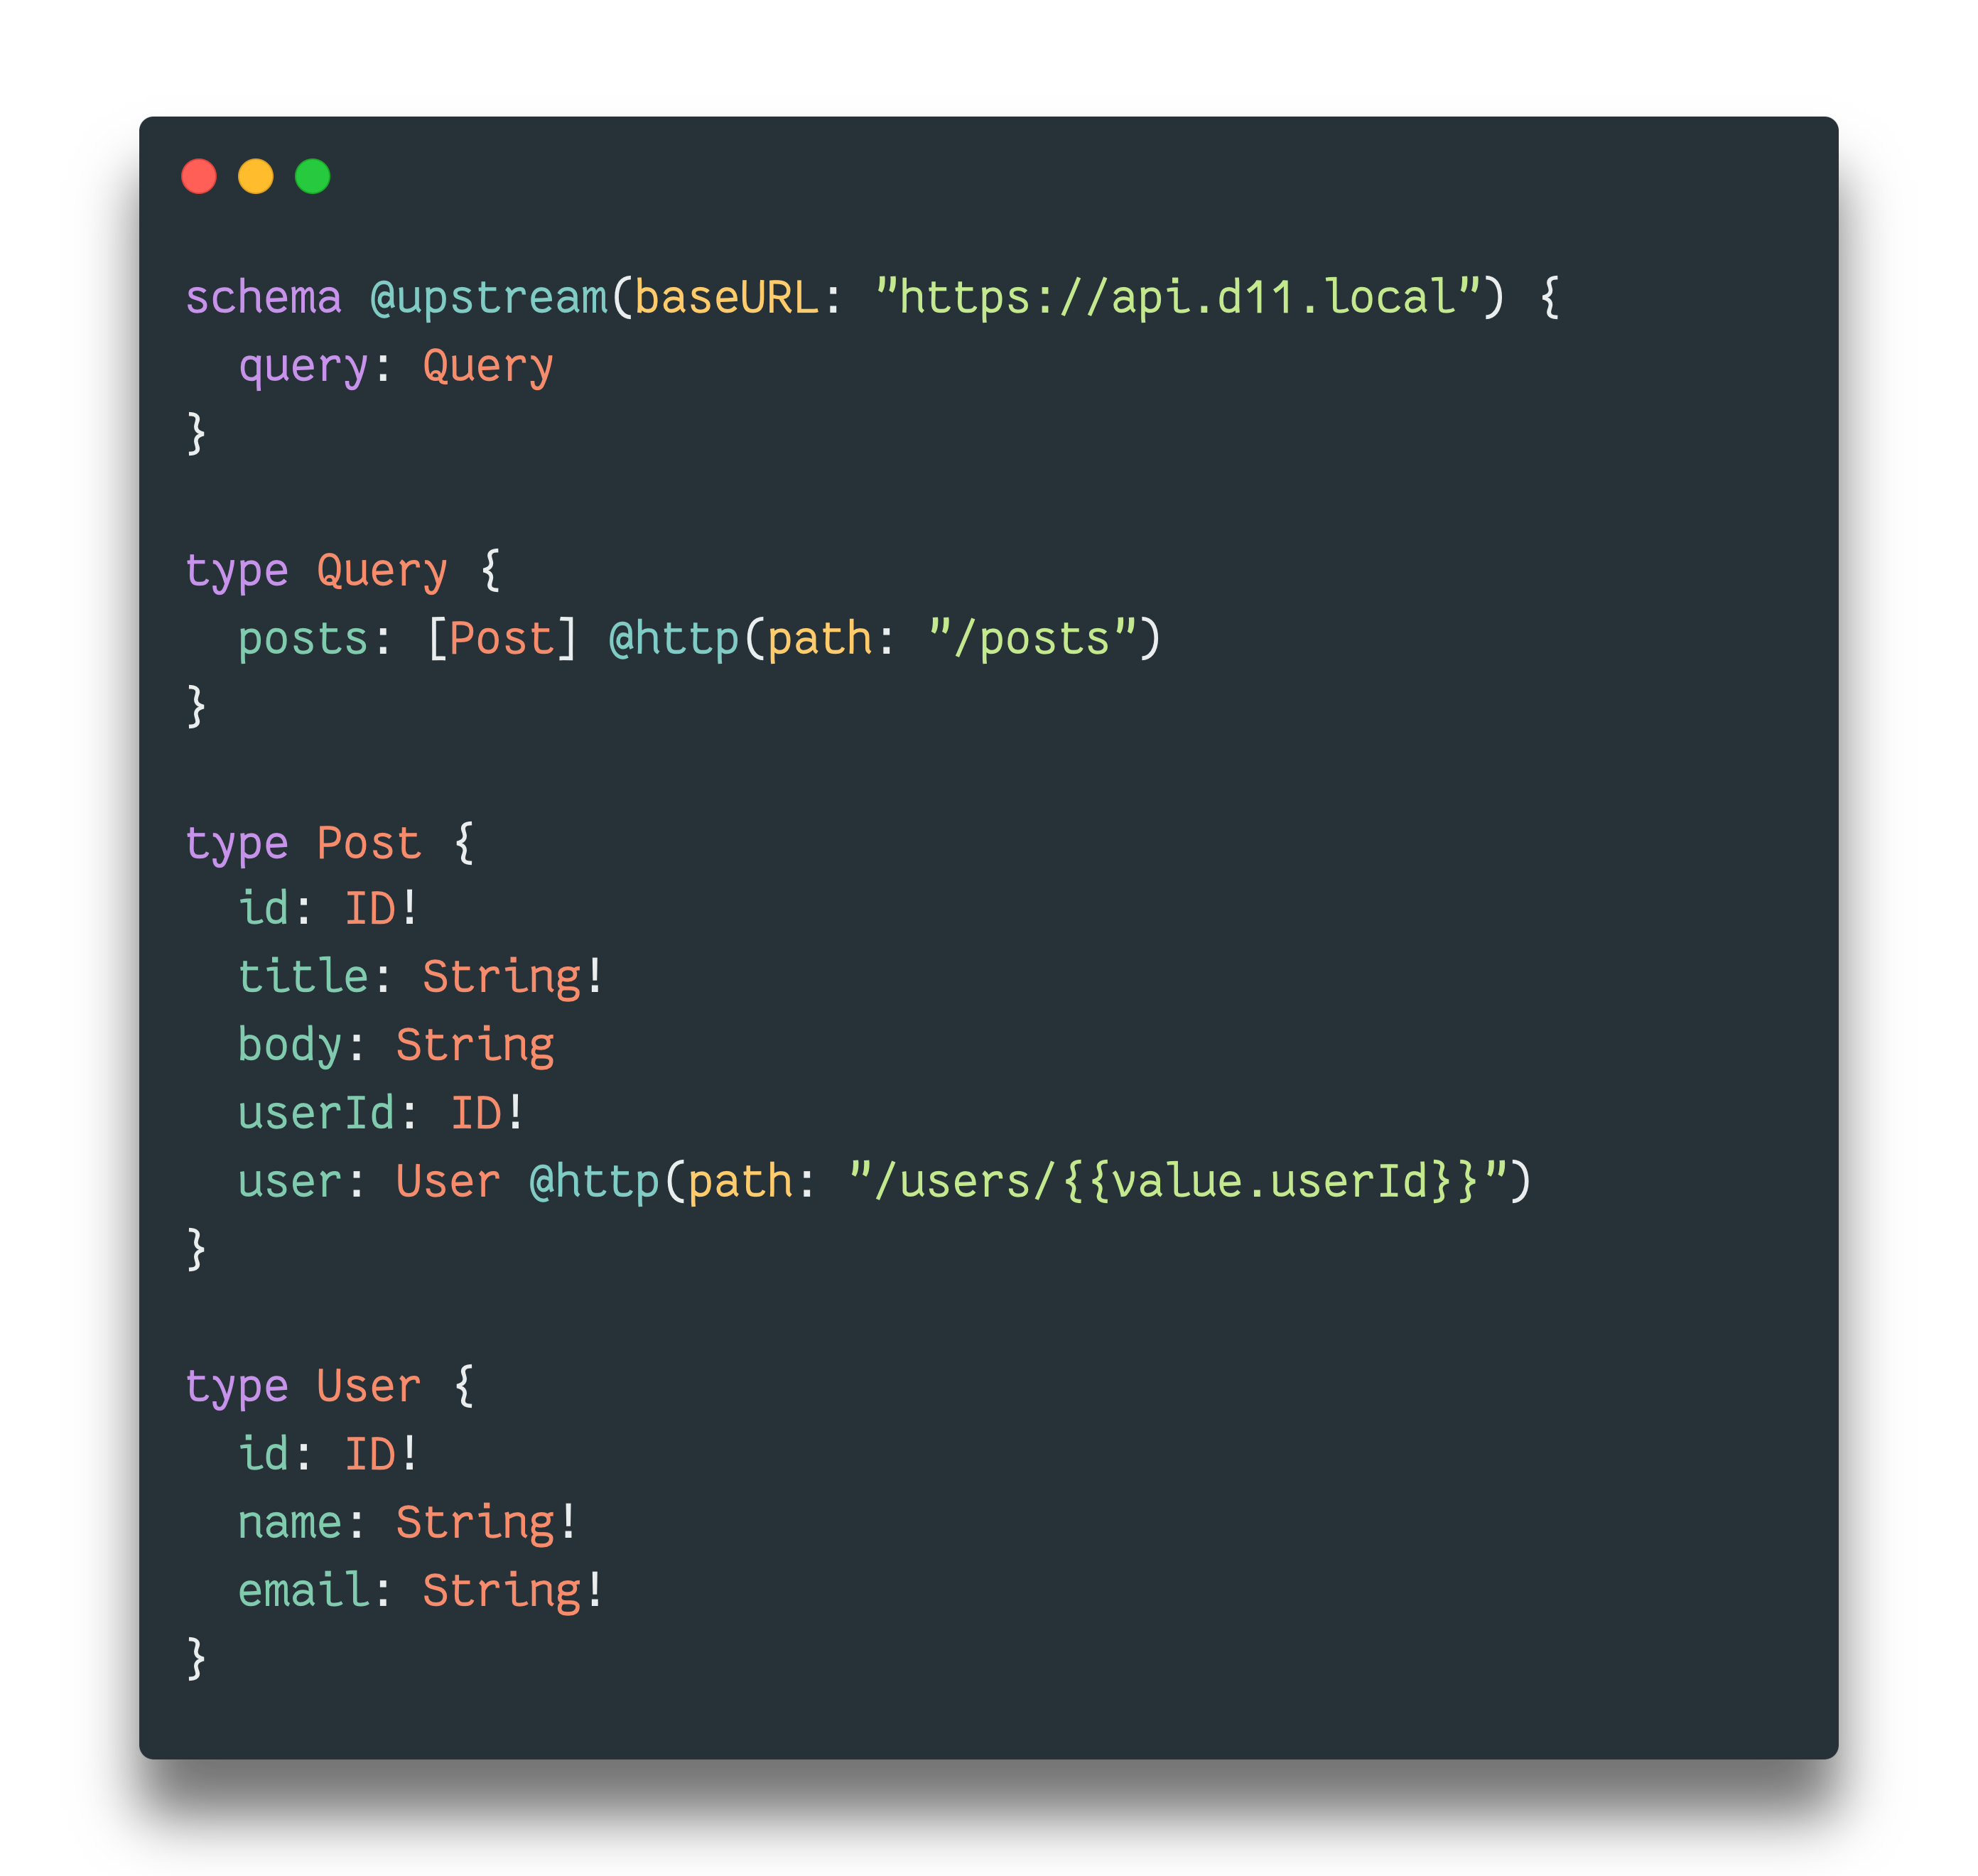 schema @upstream(baseURL: "https://api.d11.local") {
  query: Query
}

type Query {
  posts: [Post] @http(path: "/posts")
}

type Post {
  id: ID!
  title: String!
  body: String
  userId: ID!
  user: User @http(path: "/users/{{value.userId}}")
}

type User {
  id: ID!
  name: String!
  email: String!
}